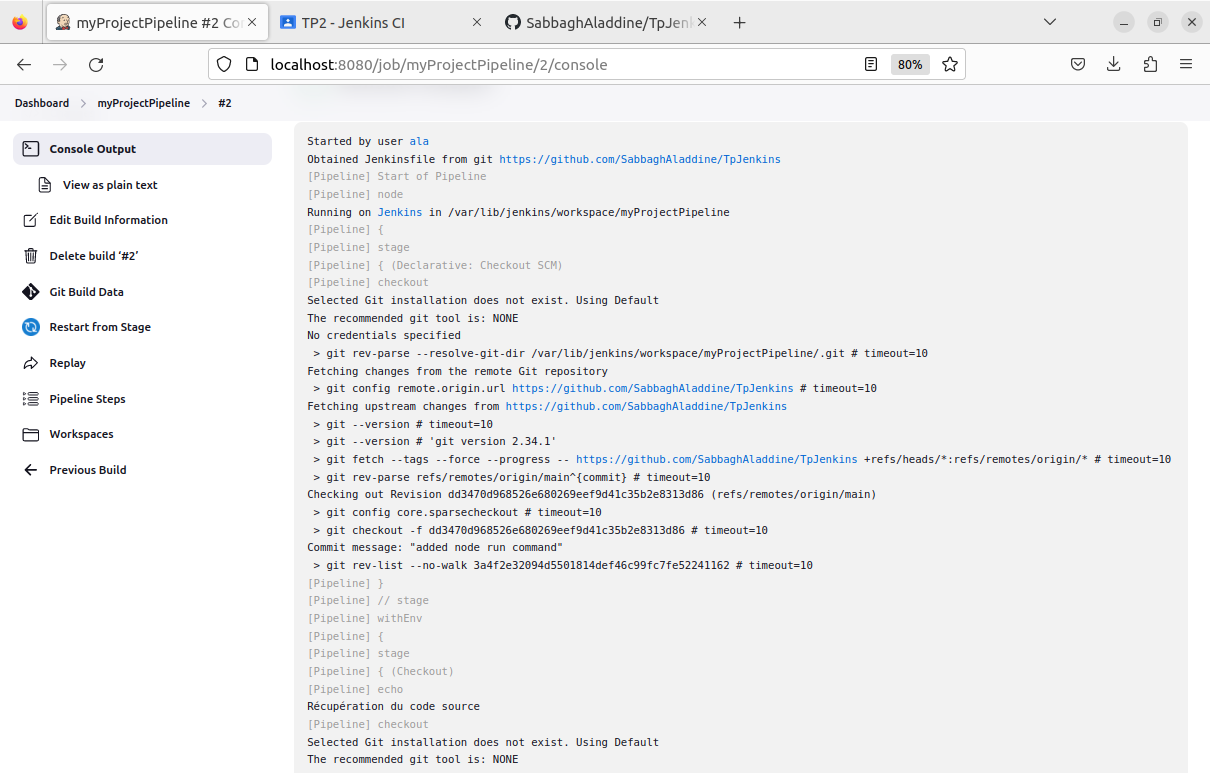 myProjectPipeline #2 Co
TP2 - Jenkins CI
SabbaghAladdine/TpJen
localhost:8080/job/myProjectPipeline/2/console
80%
Dashboard
myProjectPipeline
#2
Console Output
View as plain text
Edit Build Information
Delete build ‘#2’
Git Build Data
Restart from Stage
Replay
Pipeline Steps
Workspaces
Previous Build
Started by user ala
Obtained Jenkinsfile from git https://github.com/SabbaghAladdine/TpJenkins
[Pipeline] Start of Pipeline
[Pipeline] node
Running on Jenkins in /var/lib/jenkins/workspace/myProjectPipeline
[Pipeline] {
[Pipeline] stage
[Pipeline] { (Declarative: Checkout SCM)
[Pipeline] checkout
Selected Git installation does not exist. Using Default
The recommended git tool is: NONE
No credentials specified
> git rev-parse --resolve-git-dir /var/lib/jenkins/workspace/myProjectPipeline/.git # timeout=10
Fetching changes from the remote Git repository
> git config remote.origin.url https://github.com/SabbaghAladdine/TpJenkins # timeout=10
Fetching upstream changes from https://github.com/SabbaghAladdine/TpJenkins
> git --version # timeout=10
> git --version # 'git version 2.34.1'
> git fetch --tags --force --progress -- https://github.com/SabbaghAladdine/TpJenkins +refs/heads/*:refs/remotes/origin/* # timeout=10
> git rev-parse refs/remotes/origin/main^{commit} # timeout=10
Checking out Revision dd3470d968526e680269eef9d41c35b2e8313d86 (refs/remotes/origin/main)
> git config core.sparsecheckout # timeout=10
> git checkout -f dd3470d968526e680269eef9d41c35b2e8313d86 # timeout=10
Commit message: "added node run command"
> git rev-list --no-walk 3a4f2e32094d5501814def46c99fc7fe52241162 # timeout=10
[Pipeline] }
[Pipeline] // stage
[Pipeline] withEnv
[Pipeline] {
[Pipeline] stage
[Pipeline] { (Checkout)
[Pipeline] echo
Récupération du code source
[Pipeline] checkout
Selected Git installation does not exist. Using Default
The recommended git tool is: NONE